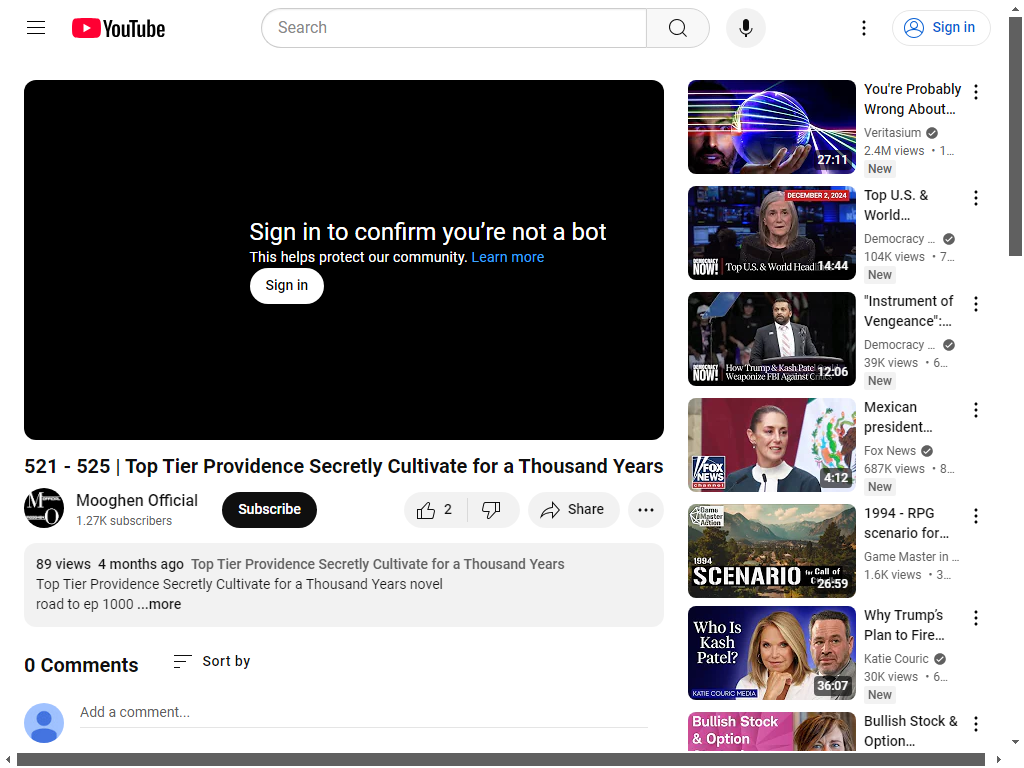 YouTube
Search
Sign in
Sign in to confirm you’re not a bot
This helps protect our community. Learn more
Sign in
521 - 525 | Top Tier Providence Secretly Cultivate for a Thousand Years
Mooghen Official
1.27K subscribers
Subscribe
2
Share
89 views 4 months ago Top Tier Providence Secretly Cultivate for a Thousand Years
Top Tier Providence Secretly Cultivate for a Thousand Years novel
road to ep 1000 ...more
0 Comments
Sort by
Add a comment...
27:11
You're Probably
Wrong About...
Veritasium
2.4M views • 1...
New
DECEMBER 2, 2024
DEMOCRACY
NOW!
Top U.S. & World Head
14:44
Top U.S. &
World...
Democracy ...
104K views • 7...
New
DEMOCRACY
NOW!
How Trump & Kash Patel
Weaponize FBI Against
12:06
"Instrument of
Vengeance":...
Democracy ...
39K views • 6...
New
FOX
NEWS
channel
4:12
Mexican
president...
Fox News
687K views • 8...
New
Game
Master
Action
1994
SCENARIO
for Call of
26:59
1994 - RPG
scenario for...
Game Master in ...
1.6K views • 3...
Who Is
Kash
Patel?
KATIE COURIC MEDIA
36:07
Why Trump’s
Plan to Fire...
Katie Couric
30K views • 6...
New
Bullish Stock
& Option
Bullish Stock &
Option...